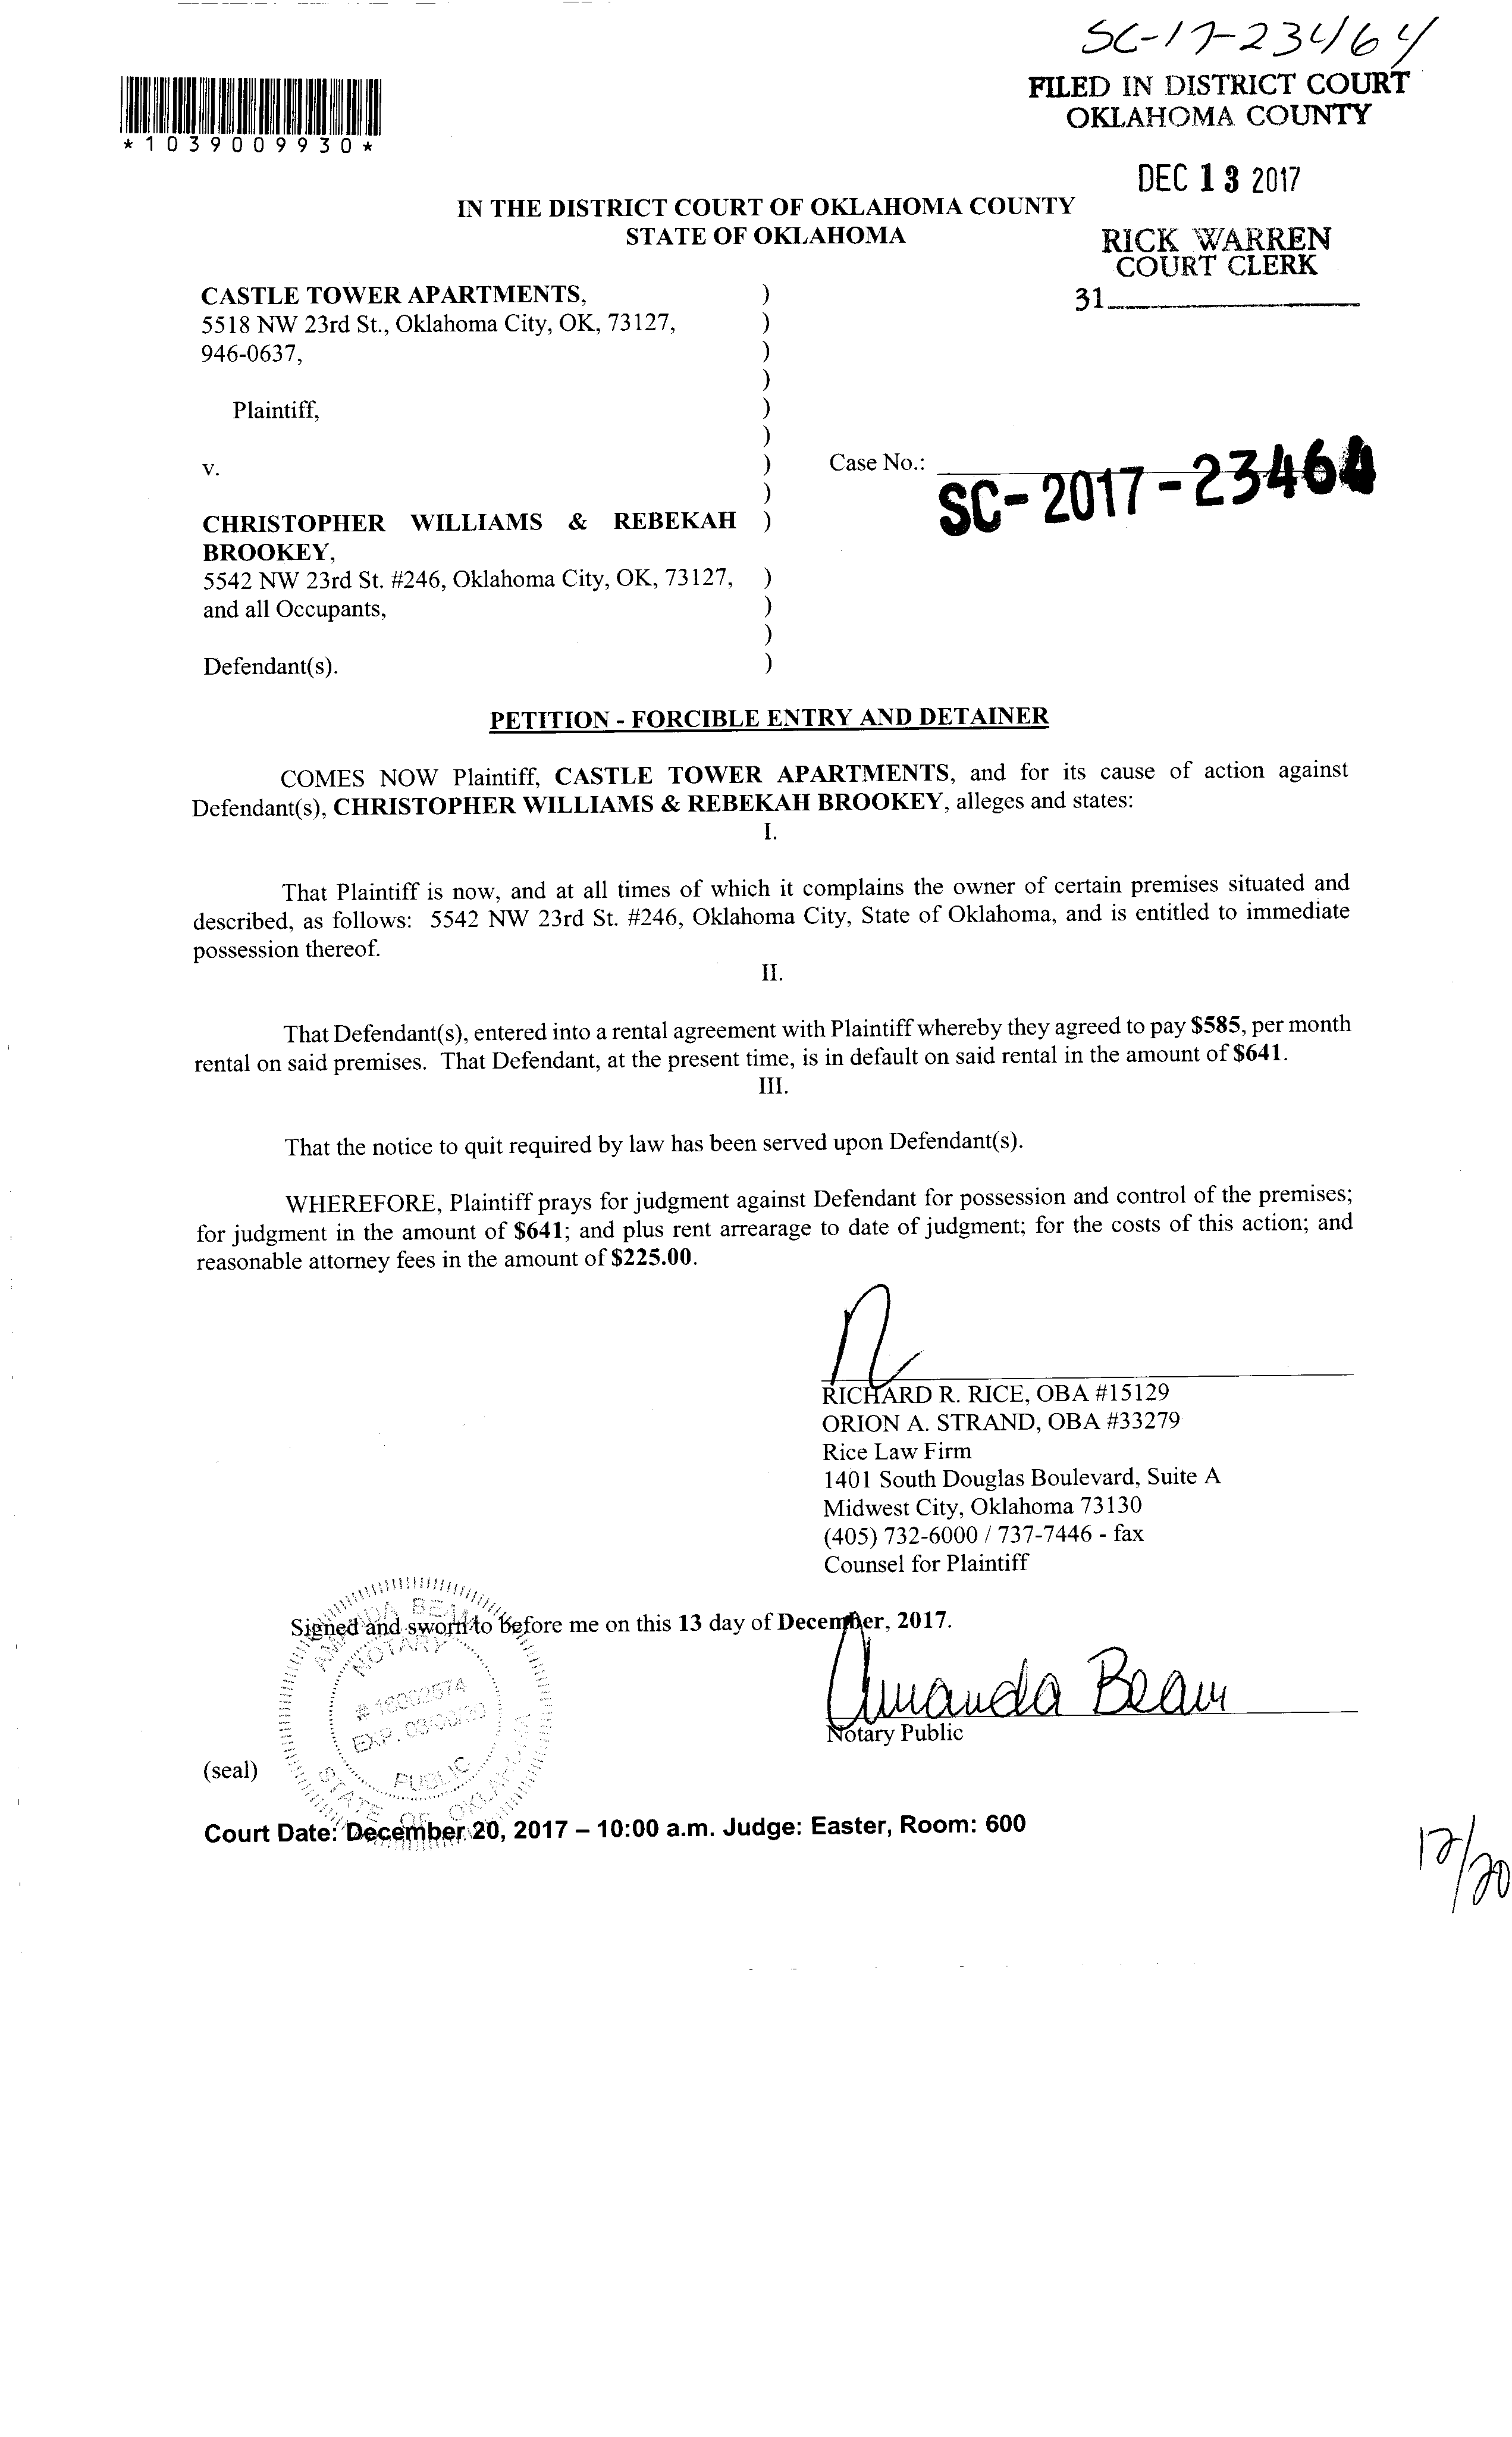 SC-17-23464
FILED IN DISTRICT COURT
OKLAHOMA COUNTY
*1039009930*
DEC 13 2017
IN THE DISTRICT COURT OF OKLAHOMA COUNTY
STATE OF OKLAHOMA
RICK WARREN
COURT CLERK
31
CASTLE TOWER APARTMENTS, )
5518 NW 23rd St., Oklahoma City, OK, 73127, )
946-0637, )
)
Plaintiff, )
)
v. ) Case No.: SC-2017-23464
)
CHRISTOPHER WILLIAMS & REBEKAH )
BROOKEY,
5542 NW 23rd St. #246, Oklahoma City, OK, 73127, )
and all Occupants, )
)
Defendant(s). )
PETITION - FORCIBLE ENTRY AND DETAINER
COMES NOW Plaintiff, CASTLE TOWER APARTMENTS, and for its cause of action against
Defendant(s), CHRISTOPHER WILLIAMS & REBEKAH BROOKEY, alleges and states:
I.
That Plaintiff is now, and at all times of which it complains the owner of certain premises situated and
described, as follows: 5542 NW 23rd St. #246, Oklahoma City, State of Oklahoma, and is entitled to immediate
possession thereof.
II.
That Defendant(s), entered into a rental agreement with Plaintiff whereby they agreed to pay $585, per month
rental on said premises. That Defendant, at the present time, is in default on said rental in the amount of $641.
III.
That the notice to quit required by law has been served upon Defendant(s).
WHEREFORE, Plaintiff prays for judgment against Defendant for possession and control of the premises;
for judgment in the amount of $641; and plus rent arrearage to date of judgment; for the costs of this action; and
reasonable attorney fees in the amount of $225.00.
RICHARD R. RICE, OBA #15129
ORION A. STRAND, OBA #33279
Rice Law Firm
1401 South Douglas Boulevard, Suite A
Midwest City, Oklahoma 73130
(405) 732-6000 / 737-7446 - fax
Counsel for Plaintiff
Signed and sworn to before me on this 13 day of December, 2017.
Amanda Beam
Notary Public
AMANDA BEAM
NOTARY
# 16002574
EXP.
PUBLIC
STATE OF OKLAHOMA
(seal)
Court Date: December 20, 2017 – 10:00 a.m. Judge: Easter, Room: 600
12/20